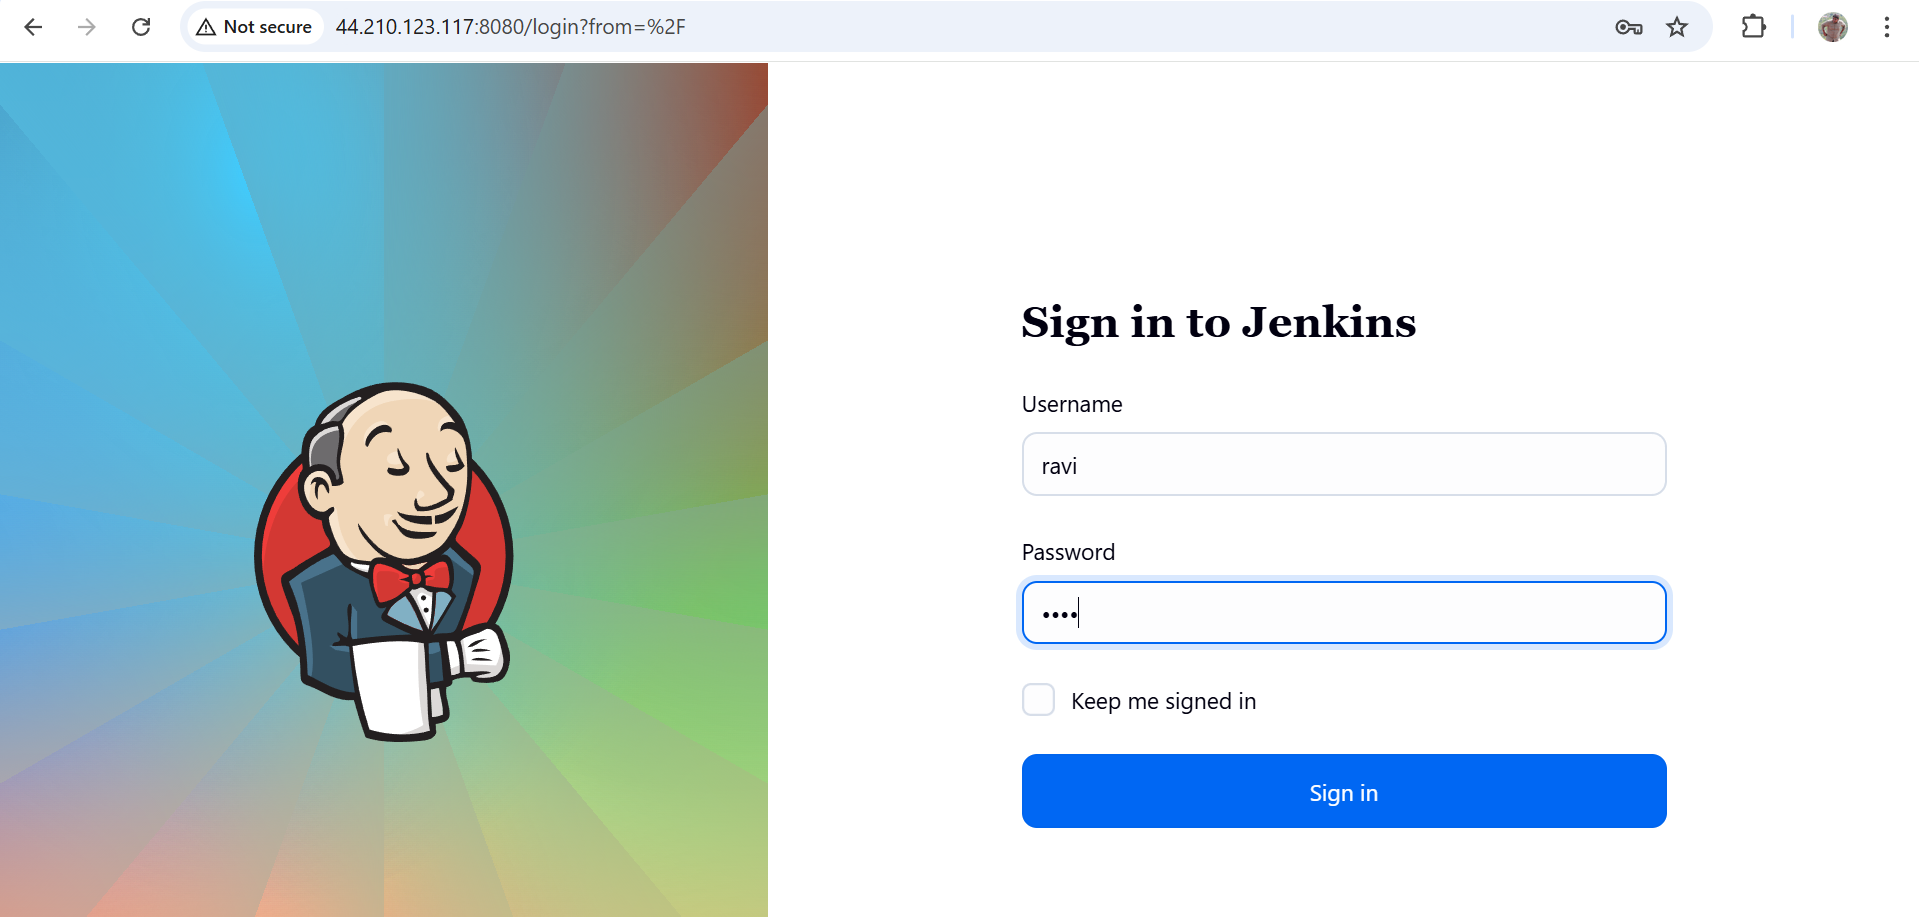 Not secure 44.210.123.117:8080/login?from=%2F
Sign in to Jenkins
Username
ravi
Password
••••
Keep me signed in
Sign in